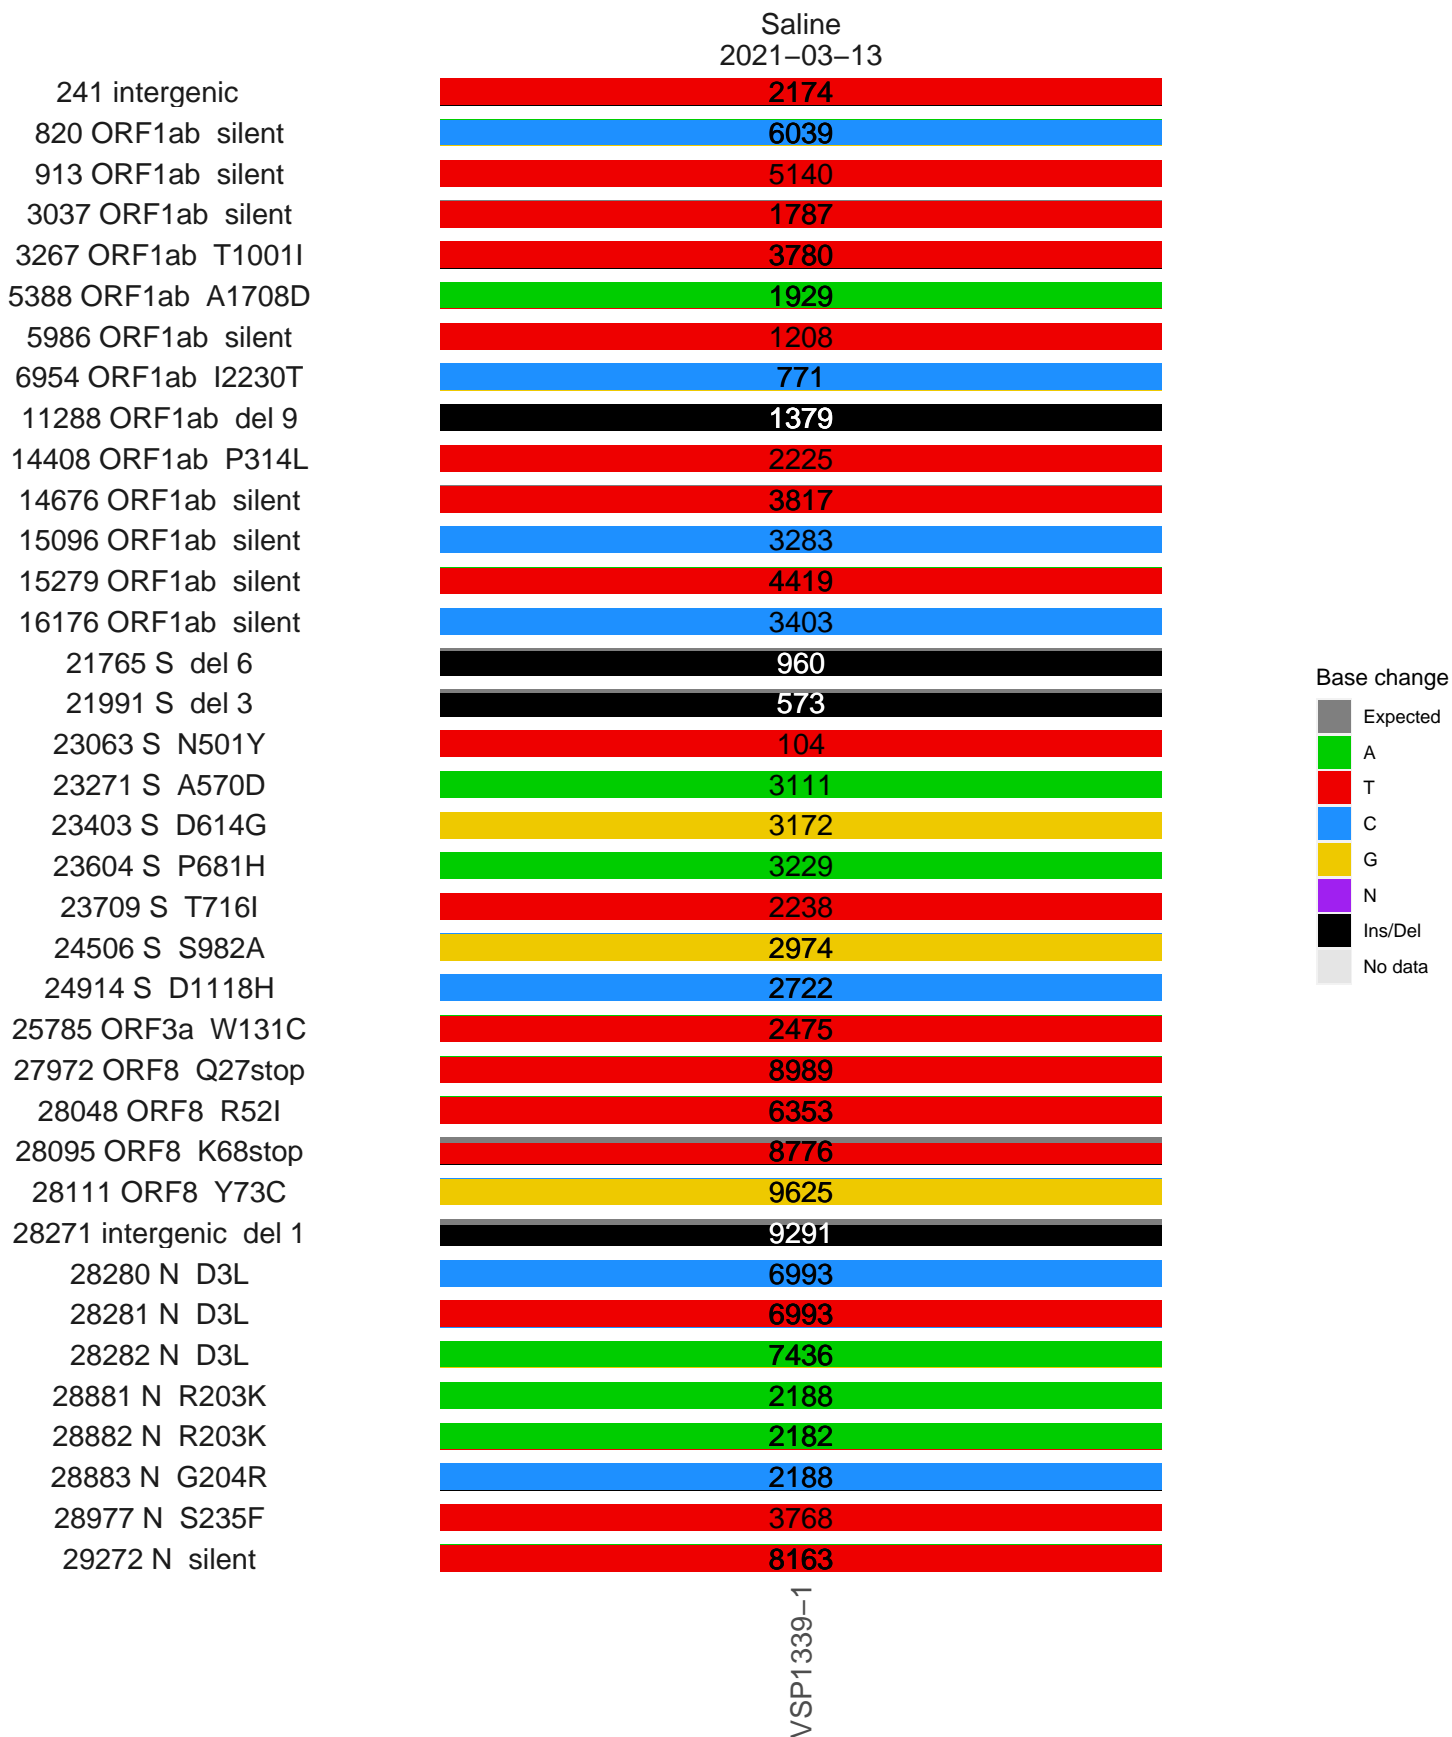 Saline
2021−03−13
241 intergenic 2174
820 ORF1ab silent 6039
913 ORF1ab silent 5140
3037 ORF1ab silent 1787
3267 ORF1ab T1001I 3780
5388 ORF1ab A1708D 1929
5986 ORF1ab silent 1208
6954 ORF1ab I2230T 771
11288 ORF1ab del 9 1379
14408 ORF1ab P314L 2225
14676 ORF1ab silent 3817
15096 ORF1ab silent 3283
15279 ORF1ab silent 4419
16176 ORF1ab silent 3403
21765 S del 6 960
21991 S del 3 573
23063 S N501Y 104
23271 S A570D 3111
23403 S D614G 3172
23604 S P681H 3229
23709 S T716I 2238
24506 S S982A 2974
24914 S D1118H 2722
25785 ORF3a W131C 2475
27972 ORF8 Q27stop 8989
28048 ORF8 R52I 6353
28095 ORF8 K68stop 8776
28111 ORF8 Y73C 9625
28271 intergenic del 1 9291
28280 N D3L 6993
28281 N D3L 6993
28282 N D3L 7436
28881 N R203K 2188
28882 N R203K 2182
28883 N G204R 2188
28977 N S235F 3768
29272 N silent 8163
VSP1339−1
Base change
Expected
A
T
C
G
N
Ins/Del
No data